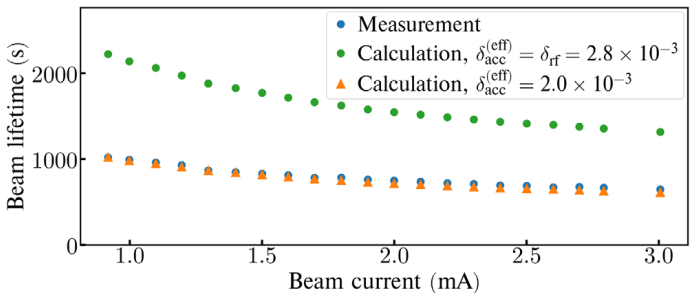 Measurement
Calculation, δ_acc^(eff) = δ_rf = 2.8 × 10^−3
Calculation, δ_acc^(eff) = 2.0 × 10^−3
Beam lifetime (s)
2000
1000
0
1.0 1.5 2.0 2.5 3.0
Beam current (mA)